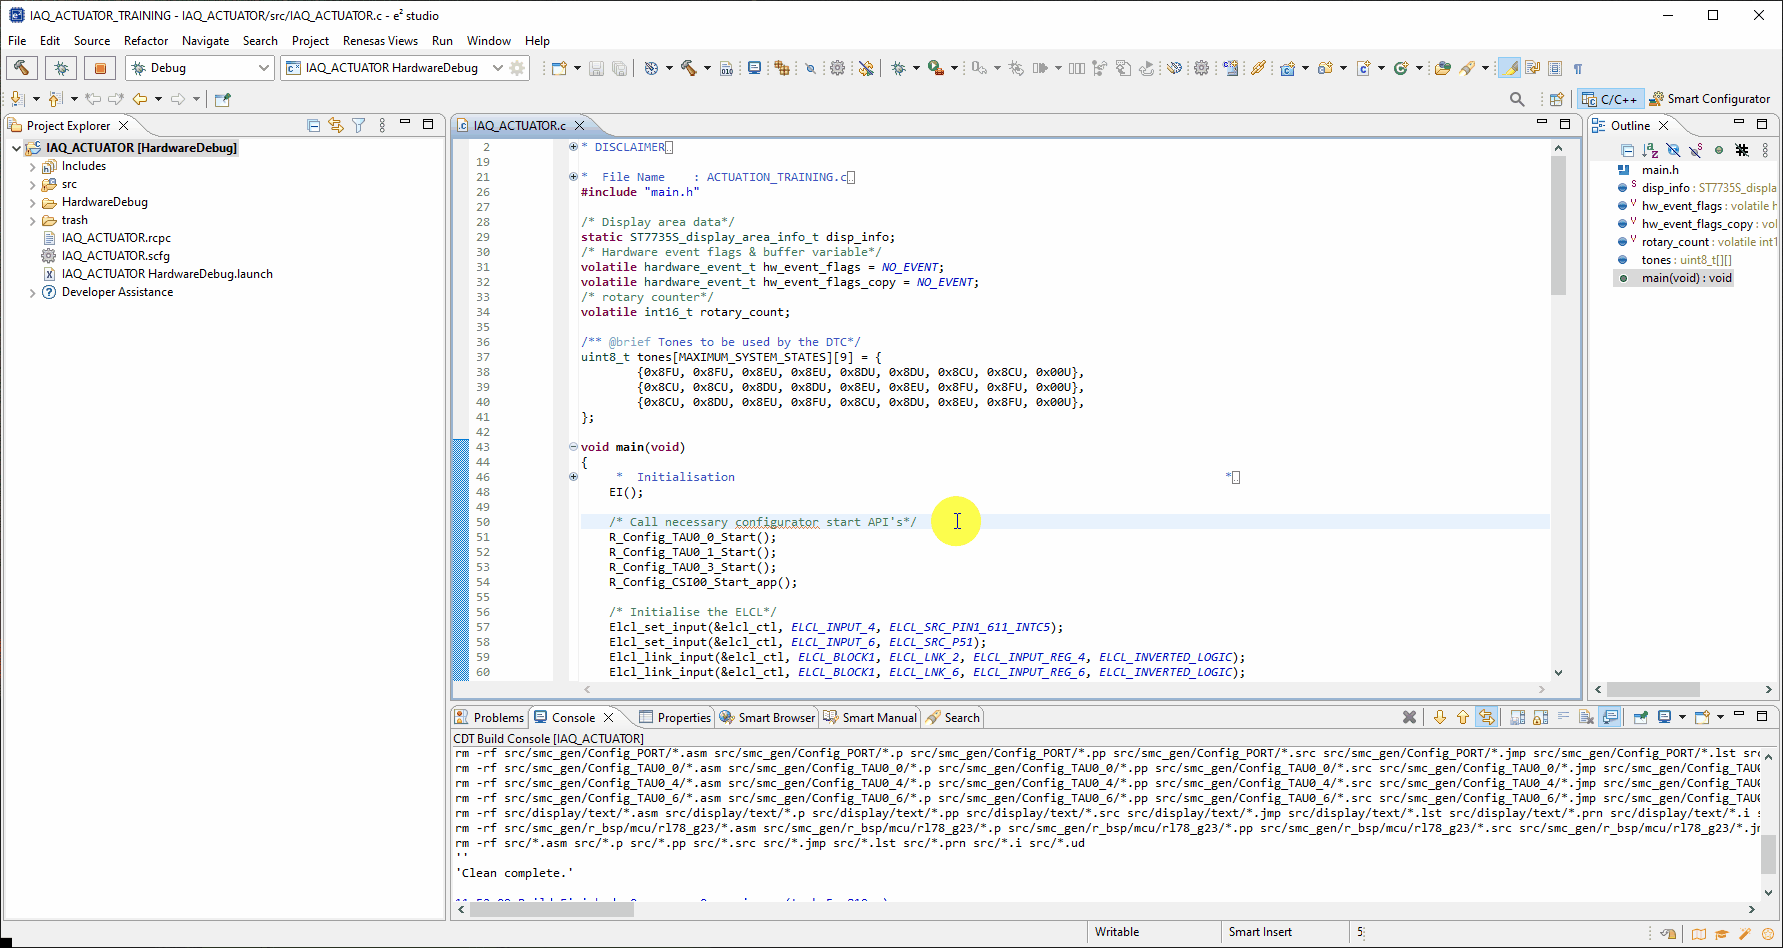 IAQ_ACTUATOR_TRAINING - IAQ_ACTUATOR/src/IAQ_ACTUATOR.c - e² studio
File Edit Source Refactor Navigate Search Project Renesas Views Run Window Help
Debug
IAQ_ACTUATOR HardwareDebug
C/C++
Smart Configurator
Project Explorer
IAQ_ACTUATOR [HardwareDebug]
Includes
src
HardwareDebug
trash
IAQ_ACTUATOR.rcpc
IAQ_ACTUATOR.scfg
IAQ_ACTUATOR HardwareDebug.launch
Developer Assistance
IAQ_ACTUATOR.c
2 * DISCLAIMER
19
21 * File Name : ACTUATION_TRAINING.c
26 #include "main.h"
27
28 /* Display area data*/
29 static ST7735S_display_area_info_t disp_info;
30 /* Hardware event flags & buffer variable*/
31 volatile hardware_event_t hw_event_flags = NO_EVENT;
32 volatile hardware_event_t hw_event_flags_copy = NO_EVENT;
33 /* rotary counter*/
34 volatile int16_t rotary_count;
35
36 /** @brief Tones to be used by the DTC*/
37 uint8_t tones[MAXIMUM_SYSTEM_STATES][9] = {
38 {0x8FU, 0x8FU, 0x8EU, 0x8EU, 0x8DU, 0x8DU, 0x8CU, 0x8CU, 0x00U},
39 {0x8CU, 0x8CU, 0x8DU, 0x8DU, 0x8EU, 0x8EU, 0x8FU, 0x8FU, 0x00U},
40 {0x8CU, 0x8DU, 0x8EU, 0x8FU, 0x8CU, 0x8DU, 0x8EU, 0x8FU, 0x00U},
41 };
42
43 void main(void)
44 {
46 * Initialisation *
48 EI();
49
50 /* Call necessary configurator start API's*/
51 R_Config_TAU0_0_Start();
52 R_Config_TAU0_1_Start();
53 R_Config_TAU0_3_Start();
54 R_Config_CSI00_Start_app();
55
56 /* Initialise the ELCL*/
57 Elcl_set_input(&elcl_ctl, ELCL_INPUT_4, ELCL_SRC_PIN1_611_INTC5);
58 Elcl_set_input(&elcl_ctl, ELCL_INPUT_6, ELCL_SRC_P51);
59 Elcl_link_input(&elcl_ctl, ELCL_BLOCK1, ELCL_LNK_2, ELCL_INPUT_REG_4, ELCL_INVERTED_LOGIC);
60 Elcl_link_input(&elcl_ctl, ELCL_BLOCK1, ELCL_LNK_6, ELCL_INPUT_REG_6, ELCL_INVERTED_LOGIC);
Outline
main.h
disp_info : ST7735S_displa
hw_event_flags : volatile h
hw_event_flags_copy : vola
rotary_count : volatile int1
tones : uint8_t[][]
main(void) : void
Problems Console Properties Smart Browser Smart Manual Search
CDT Build Console [IAQ_ACTUATOR]
rm -rf src/smc_gen/Config_PORT/*.asm src/smc_gen/Config_PORT/*.p src/smc_gen/Config_PORT/*.pp src/smc_gen/Config_PORT/*.src src/smc_gen/Config_PORT/*.jmp src/smc_gen/Config_PORT/*.lst src
rm -rf src/smc_gen/Config_TAU0_0/*.asm src/smc_gen/Config_TAU0_0/*.p src/smc_gen/Config_TAU0_0/*.pp src/smc_gen/Config_TAU0_0/*.src src/smc_gen/Config_TAU0_0/*.jmp src/smc_gen/Config_TAU
rm -rf src/smc_gen/Config_TAU0_4/*.asm src/smc_gen/Config_TAU0_4/*.p src/smc_gen/Config_TAU0_4/*.pp src/smc_gen/Config_TAU0_4/*.src src/smc_gen/Config_TAU0_4/*.jmp src/smc_gen/Config_TAU
rm -rf src/smc_gen/Config_TAU0_6/*.asm src/smc_gen/Config_TAU0_6/*.p src/smc_gen/Config_TAU0_6/*.pp src/smc_gen/Config_TAU0_6/*.src src/smc_gen/Config_TAU0_6/*.jmp src/smc_gen/Config_TAU
rm -rf src/display/text/*.asm src/display/text/*.p src/display/text/*.pp src/display/text/*.src src/display/text/*.jmp src/display/text/*.lst src/display/text/*.prn src/display/text/*.i s
rm -rf src/smc_gen/r_bsp/mcu/rl78_g23/*.asm src/smc_gen/r_bsp/mcu/rl78_g23/*.p src/smc_gen/r_bsp/mcu/rl78_g23/*.pp src/smc_gen/r_bsp/mcu/rl78_g23/*.src src/smc_gen/r_bsp/mcu/rl78_g23/*.jm
rm -rf src/*.asm src/*.p src/*.pp src/*.src src/*.jmp src/*.lst src/*.prn src/*.i src/*.ud
' '
'Clean complete.'
Writable
Smart Insert